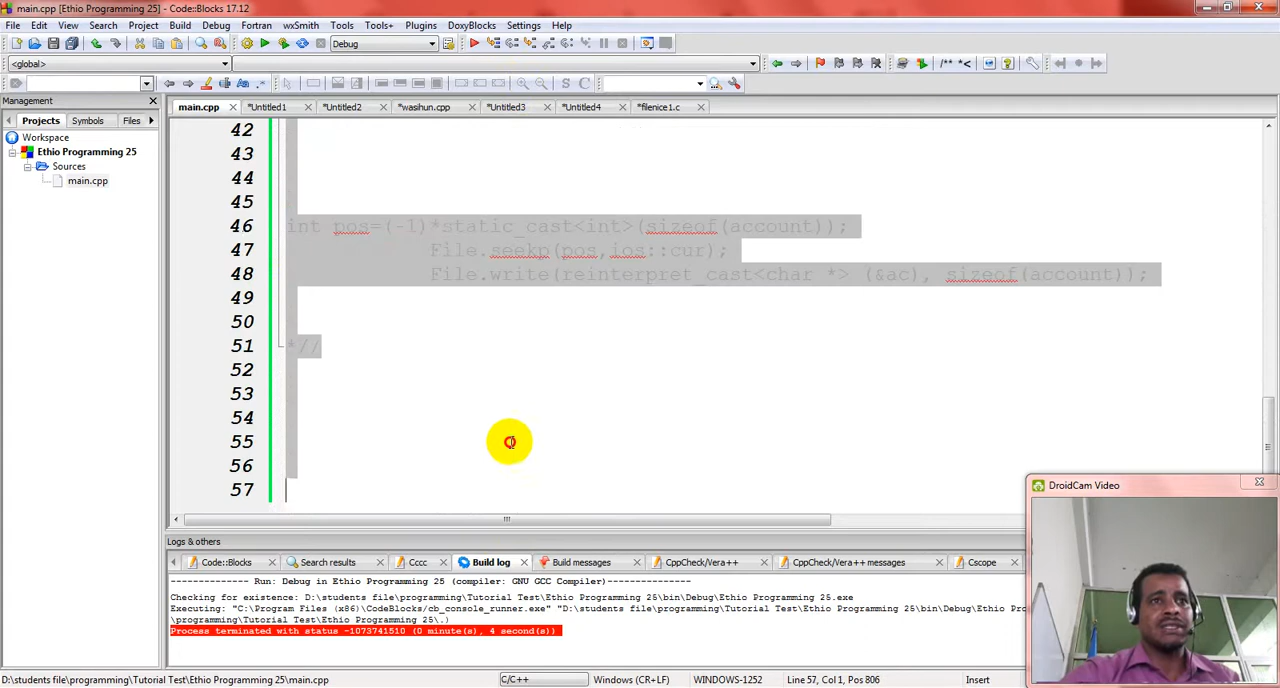 main.cpp [Ethio Programming 25] - Code::Blocks 17.12
File Edit View Search Project Build Debug Fortran wxSmith Tools Tools+ Plugins DoxyBlocks Settings Help
Debug
<global>
/** *<
S C
Management
main.cpp *Untitled1 *Untitled2 *washun.cpp *Untitled3 *Untitled4 *filenice1.c
Projects Symbols Files
Workspace
Ethio Programming 25
Sources
main.cpp
42
43
44
45
46 int pos=(-1)*static_cast<int>(sizeof(account));
47 File.seekp(pos,ios::cur);
48 File.write(reinterpret_cast<char *> (&ac), sizeof(account));
49
50
51 *//
52
53
54
55
56
57
DroidCam Video
Logs & others
Code::Blocks Search results Cccc Build log Build messages CppCheck/Vera++ CppCheck/Vera++ messages Cscope
-------------- Run: Debug in Ethio Programming 25 (compiler: GNU GCC Compiler)---------------
Checking for existence: D:\students file\programming\Tutorial Test\Ethio Programming 25\bin\Debug\Ethio Programming 25.exe
Executing: "C:\Program Files (x86)\CodeBlocks/cb_console_runner.exe" "D:\students file\programming\Tutorial Test\Ethio Programming 25\bin\Debug\Ethio Pro
\programming\Tutorial Test\Ethio Programming 25\.)
Process terminated with status -1073741510 (0 minute(s), 4 second(s))
D:\students file\programming\Tutorial Test\Ethio Programming 25\main.cpp C/C++ Windows (CR+LF) WINDOWS-1252 Line 57, Pos 806 Insert